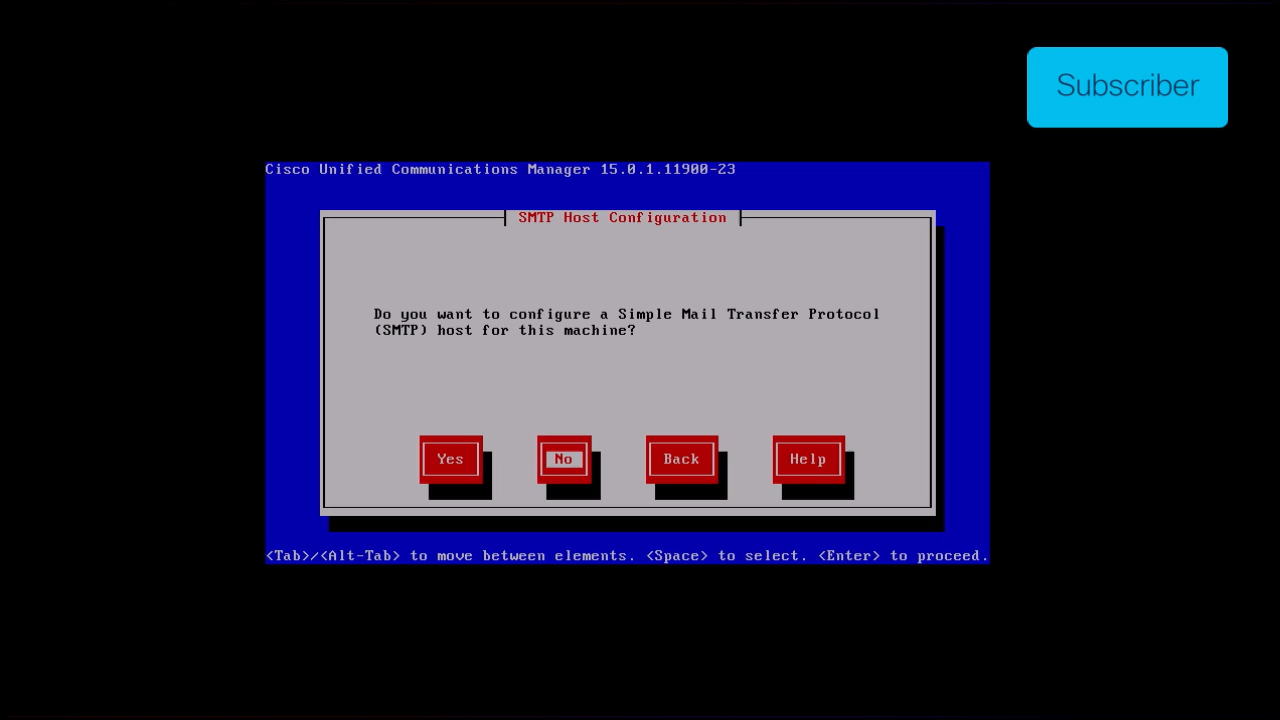 Subscriber
Cisco Unified Communications Manager 15.0.1.11900-23
SMTP Host Configuration
Do you want to configure a Simple Mail Transfer Protocol
(SMTP) host for this machine?
Yes No Back Help
<Tab>/<Alt-Tab> to move between elements. <Space> to select. <Enter> to proceed.